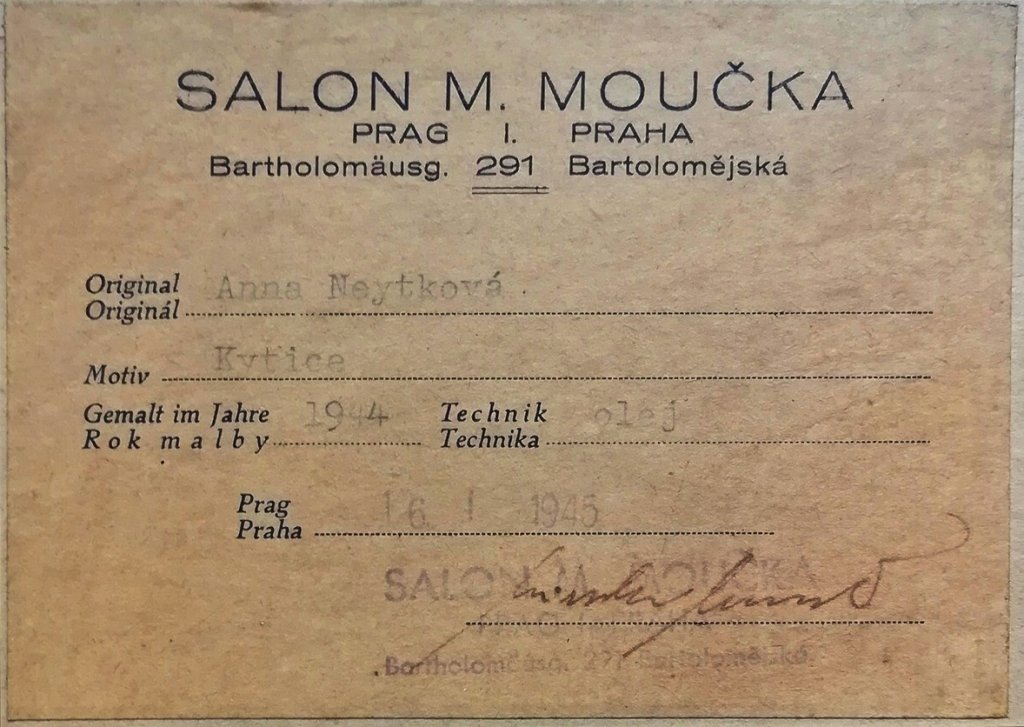 SALON M. MOUČKA
PRAG I. PRAHA
Bartholomäusg. 291 Bartolomějská
Original Anna Neytková
Originál
Motiv Kytice
Gemalt im Jahre 1944 Technik olej
Rok malby Technika
Prag 16 I 1945
Praha
SALON M. MOUČKA
Bartholomäusg. 291 Bartolomějská